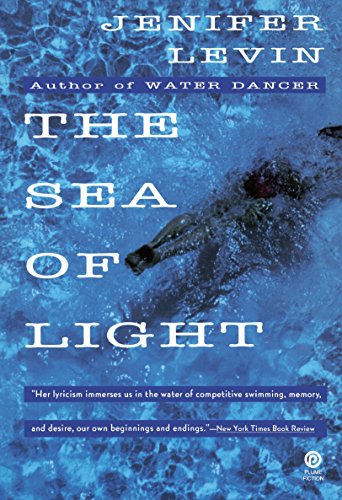 JENIFER
LEVIN
Author of WATER DANCER
THE
SEA
OF
LIGHT
"Her lyricism immerses us in the water of competitive swimming, memory,
and desire, our own beginnings and endings."—New York Times Book Review
P
PLUME
FICTION